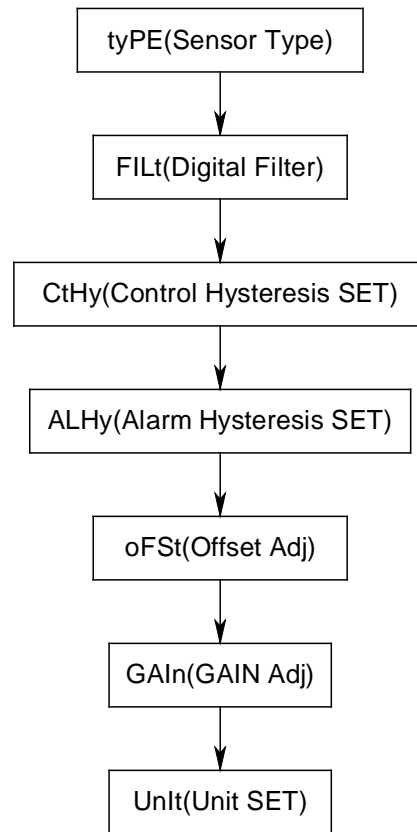 tyPE(Sensor Type)
FILt(Digital Filter)
CtHy(Control Hysteresis SET)
ALHy(Alarm Hysteresis SET)
oFSt(Offset Adj)
GAIn(GAIN Adj)
UnIt(Unit SET)